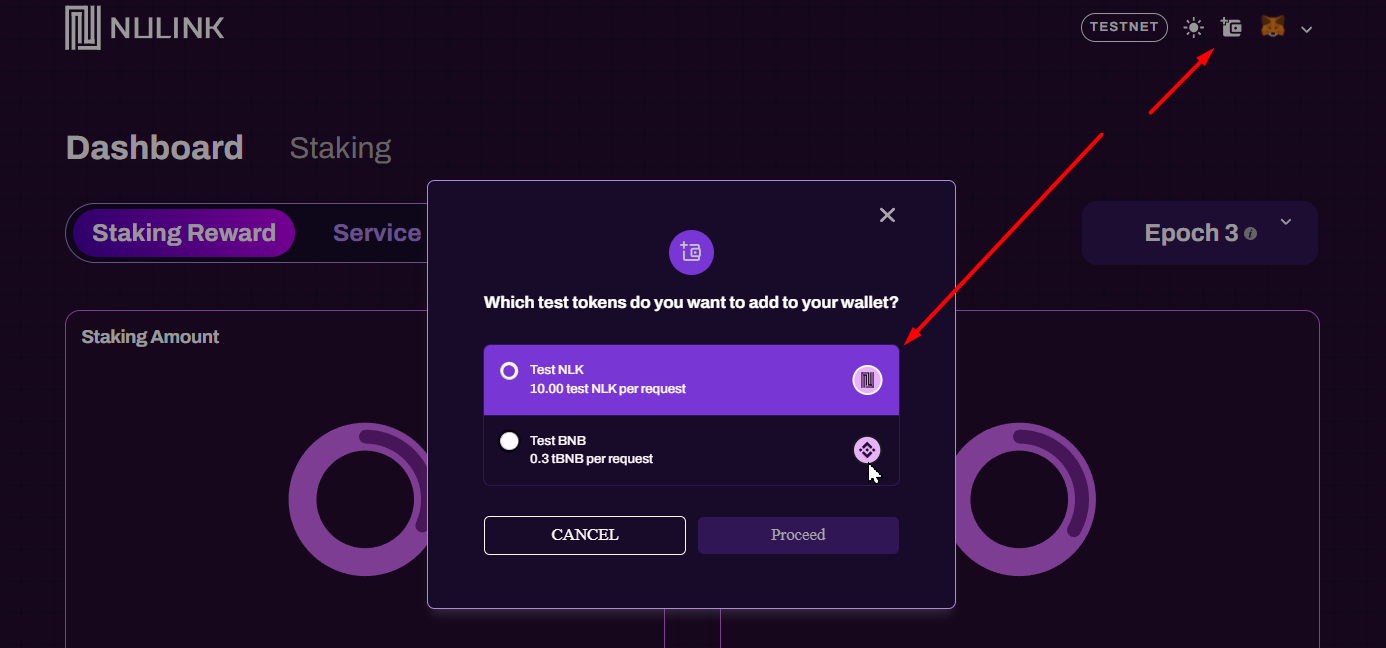 NULINK
TESTNET
Dashboard
Staking
Staking Reward
Service
Epoch 3
Staking Amount
Which test tokens do you want to add to your wallet?
Test NLK
10.00 test NLK per request
Test BNB
0.3 tBNB per request
CANCEL
Proceed